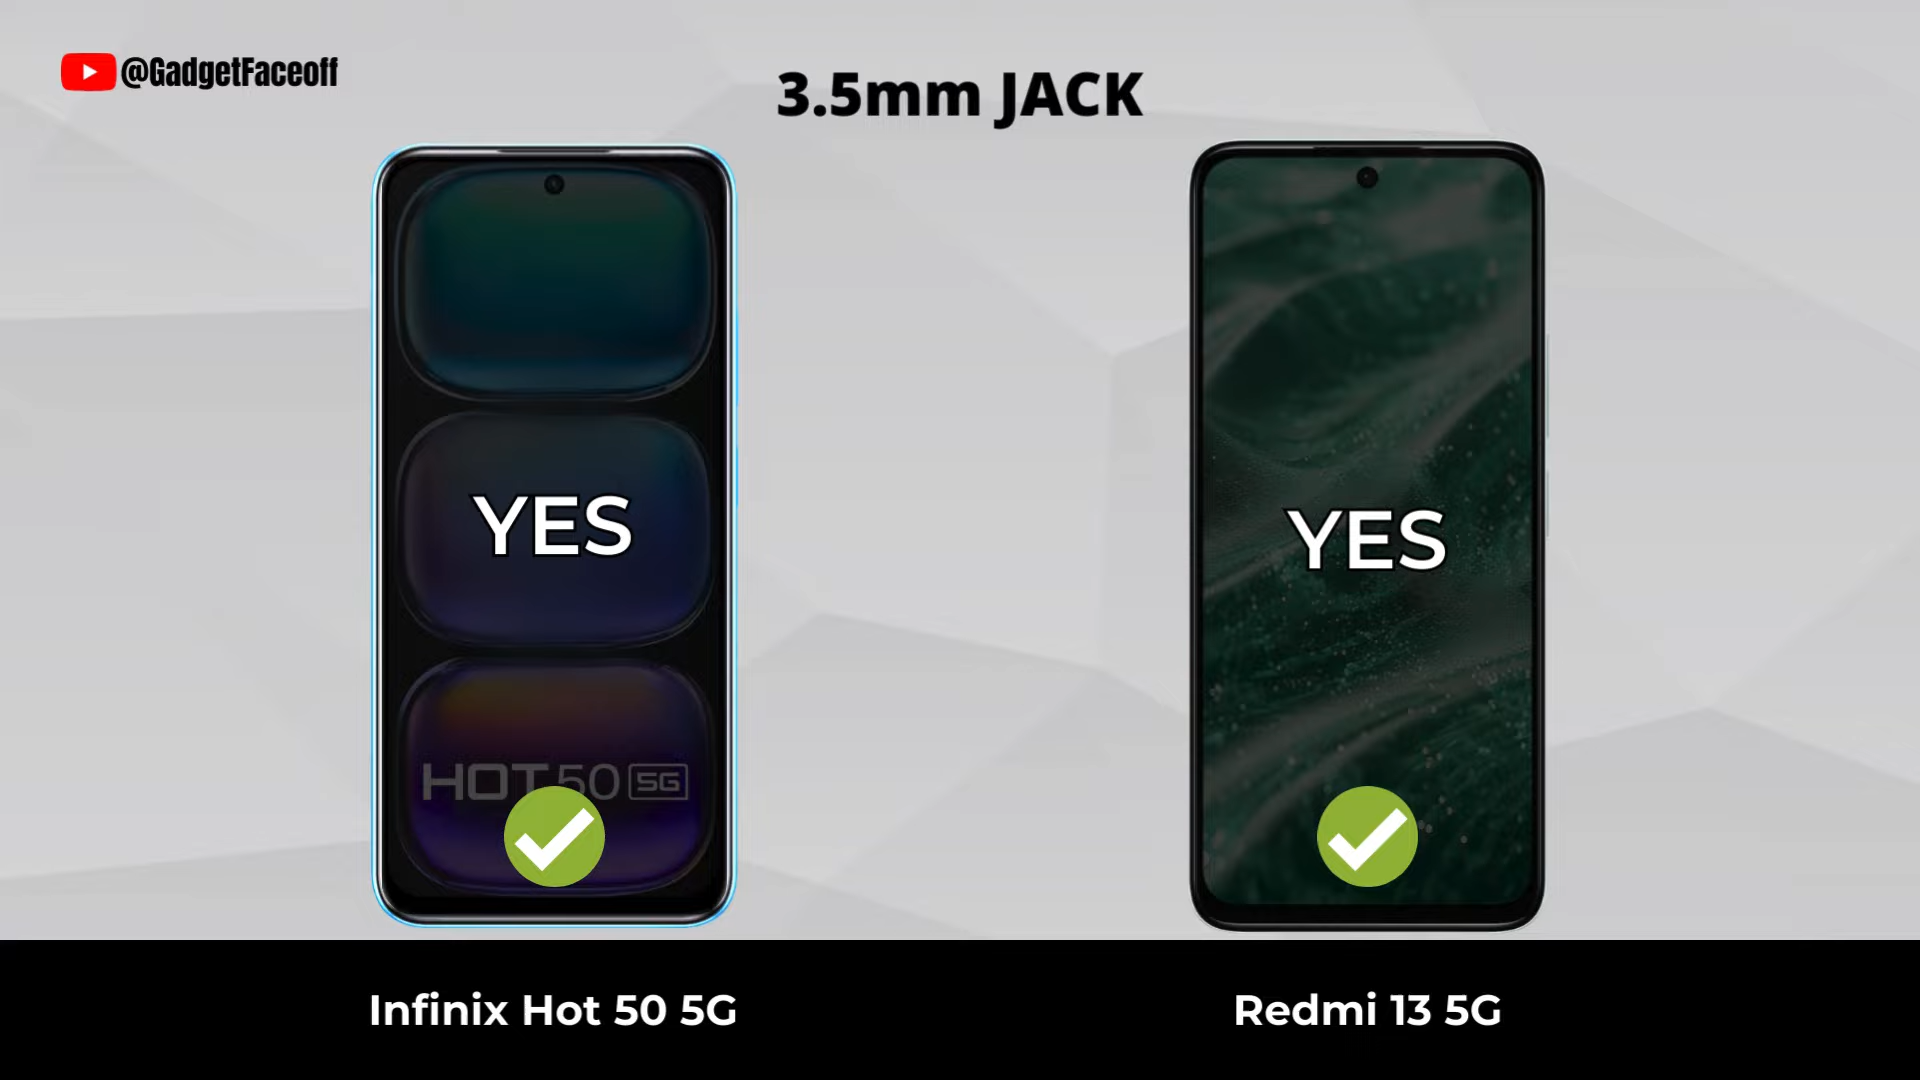 @GadgetFaceoff
3.5mm JACK
YES
YES
HOT 50 5G
Infinix Hot 50 5G
Redmi 13 5G